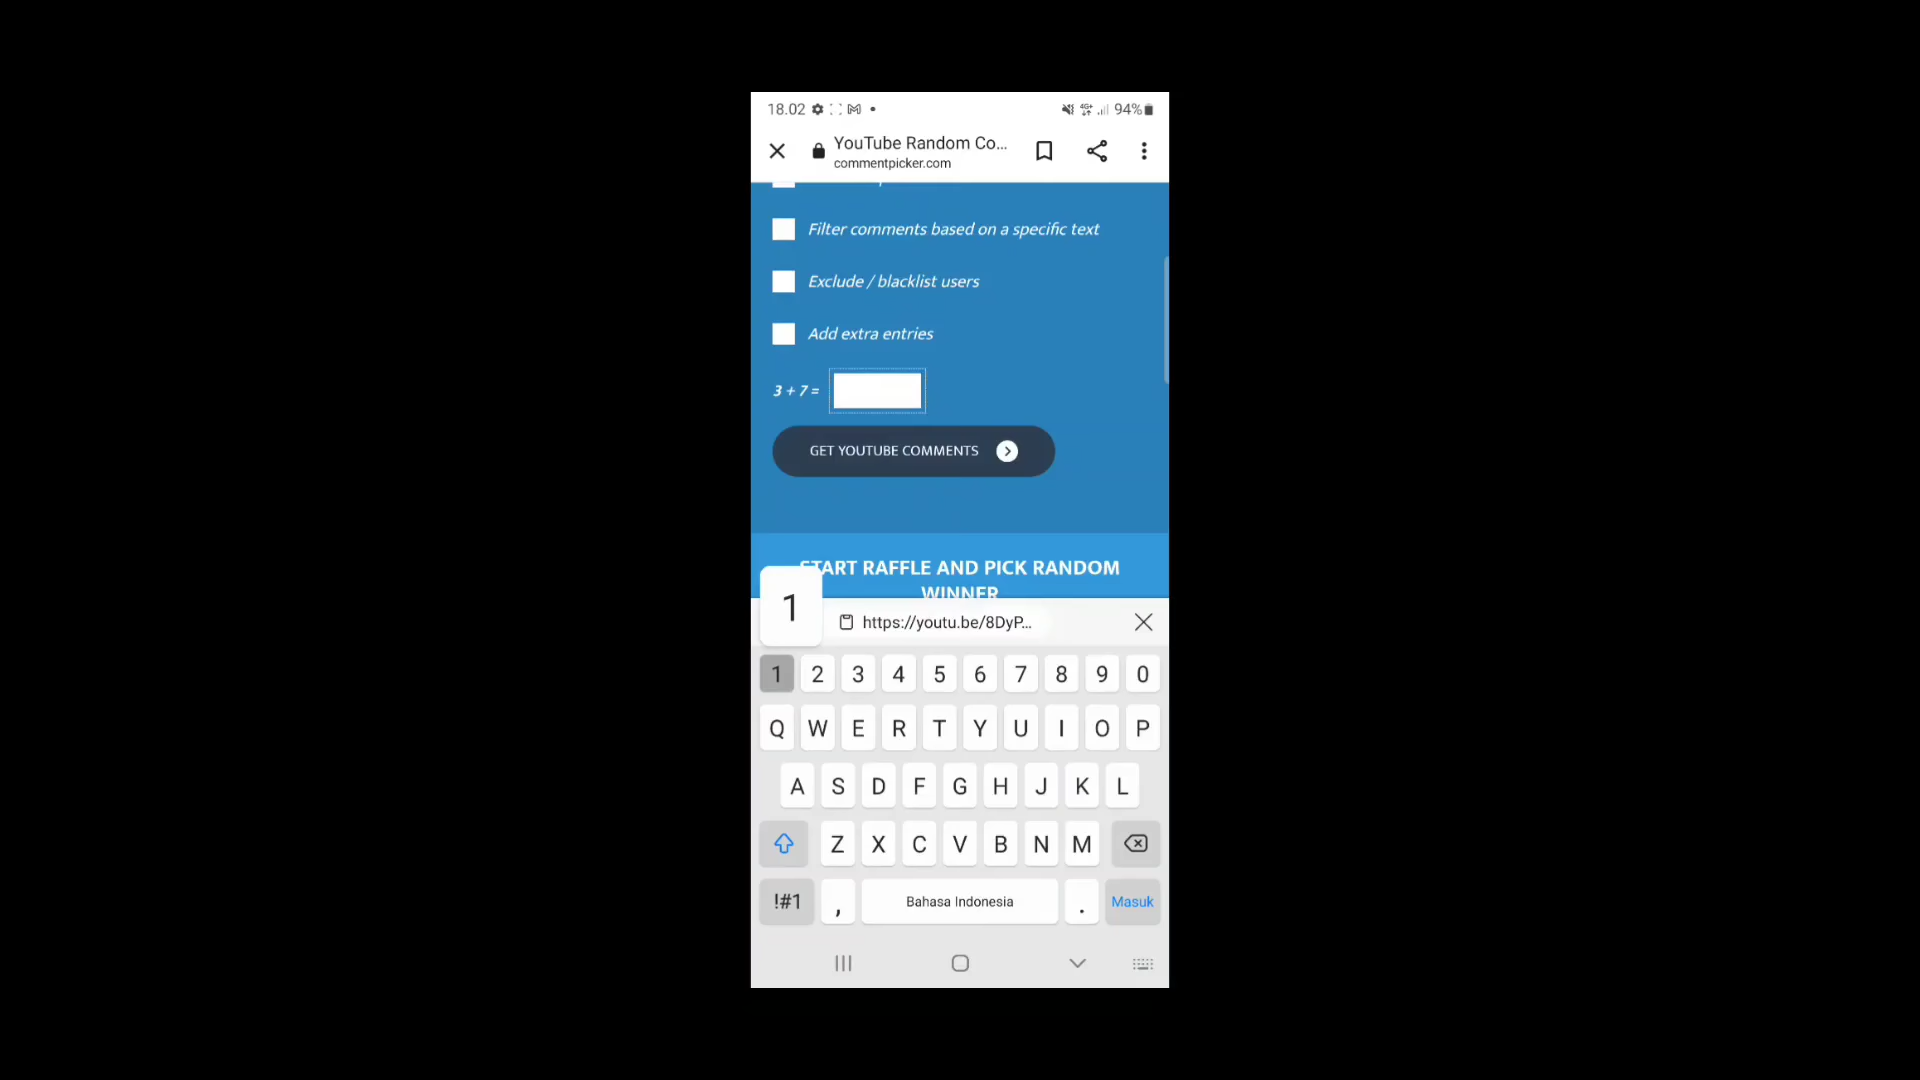 18.02 94%
YouTube Random Co...
commentpicker.com
Filter comments based on a specific text
Exclude / blacklist users
Add extra entries
3 + 7 =
GET YOUTUBE COMMENTS
START RAFFLE AND PICK RANDOM
WINNER
1
https://youtu.be/8DyP...
1 2 3 4 5 6 7 8 9 0
Q W E R T Y U I O P
A S D F G H J K L
Z X C V B N M
!#1 , Bahasa Indonesia . Masuk